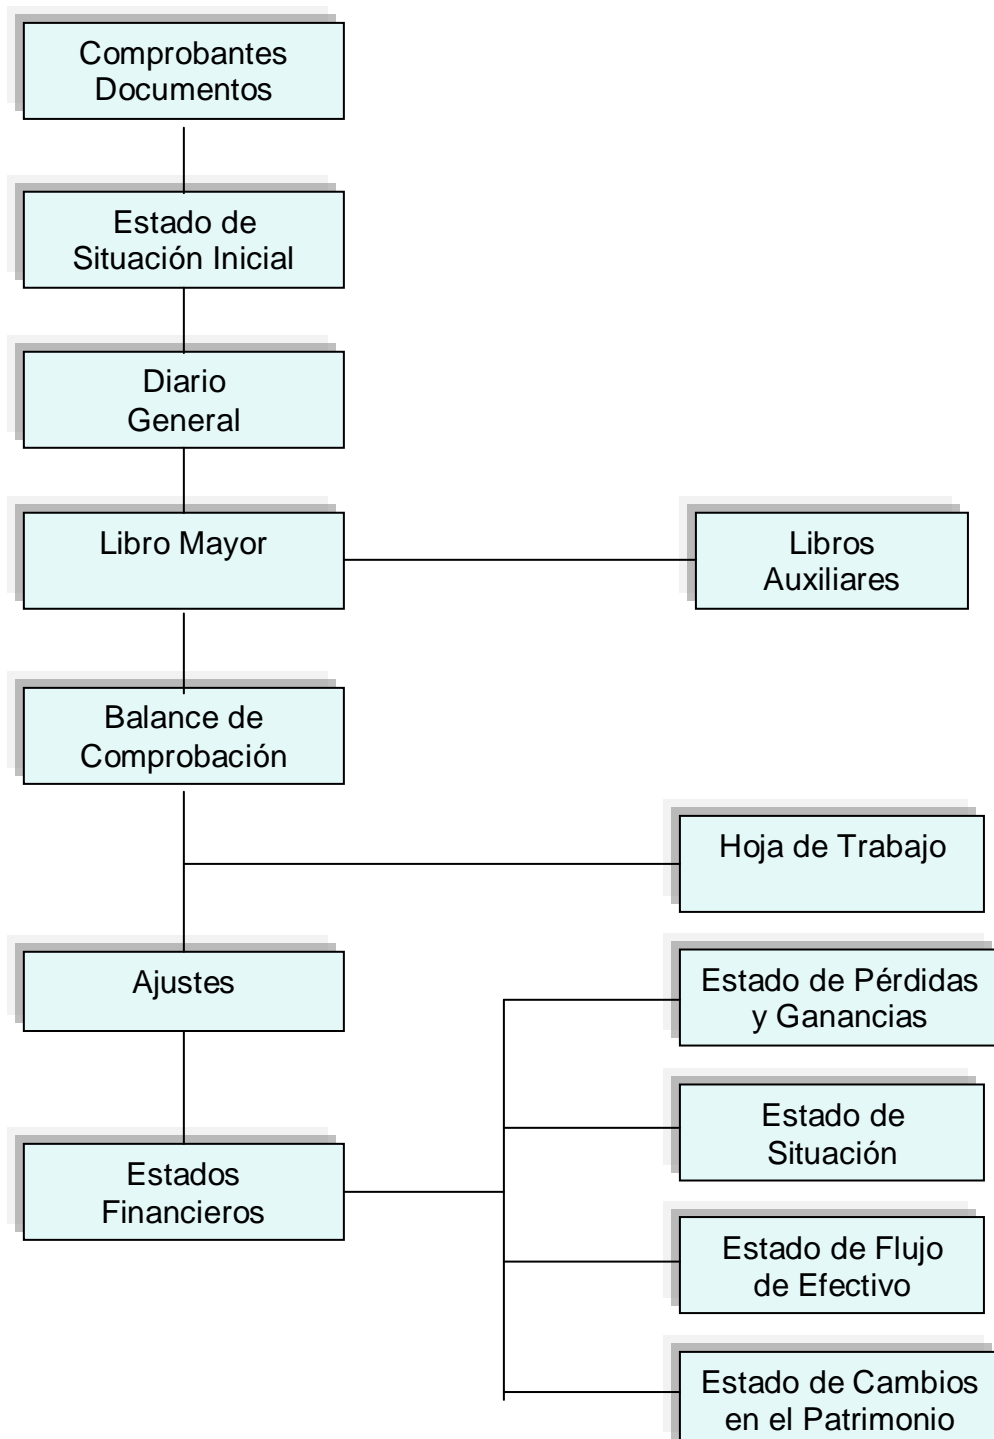 Comprobantes
Documentos
Estado de
Situación Inicial
Diario
General
Libro Mayor
Libros
Auxiliares
Balance de
Comprobación
Hoja de Trabajo
Ajustes
Estado de Pérdidas
y Ganancias
Estado de
Situación
Estados
Financieros
Estado de Flujo
de Efectivo
Estado de Cambios
en el Patrimonio